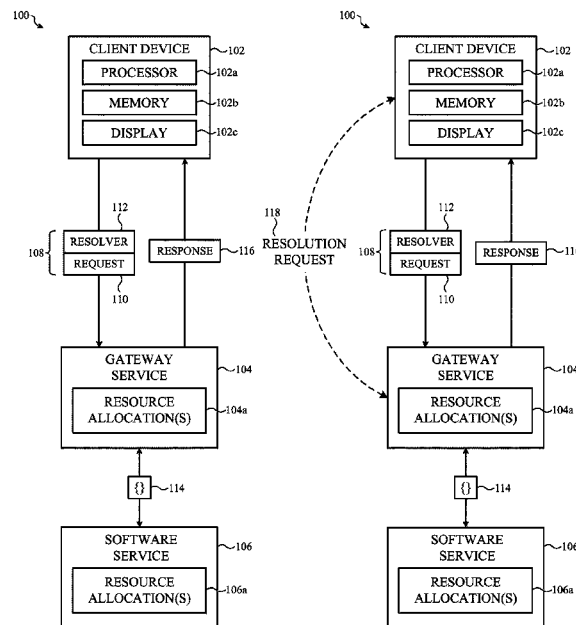 100
CLIENT DEVICE
102
PROCESSOR
102a
MEMORY
102b
DISPLAY
102c
112
108
RESOLVER
REQUEST
110
RESPONSE
116
GATEWAY
SERVICE
104
RESOURCE
ALLOCATION(S)
104a
{}
114
SOFTWARE
SERVICE
106
RESOURCE
ALLOCATION(S)
106a
100
CLIENT DEVICE
102
PROCESSOR
102a
MEMORY
102b
DISPLAY
102c
118
RESOLUTION
REQUEST
112
108
RESOLVER
REQUEST
110
RESPONSE
GATEWAY
SERVICE
104
RESOURCE
ALLOCATION(S)
104a
{}
114
SOFTWARE
SERVICE
106
RESOURCE
ALLOCATION(S)
106a